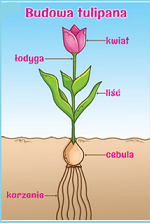 Budowa tulipana
kwiat
łodyga
liść
cebula
korzenie